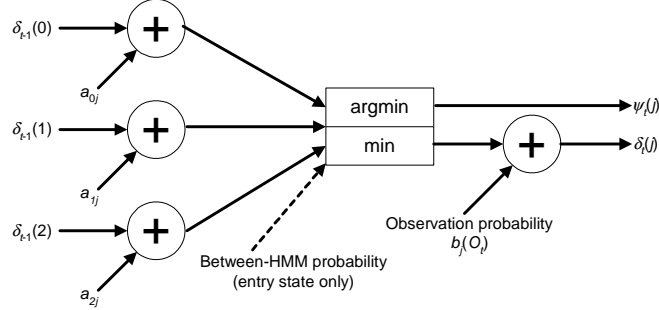 δt-1(0)
+
a0j
δt-1(1)
+
a1j
δt-1(2)
+
a2j
argmin
min
ψt(j)
+
δt(j)
Between-HMM probability
(entry state only)
Observation probability
bj(Ot)